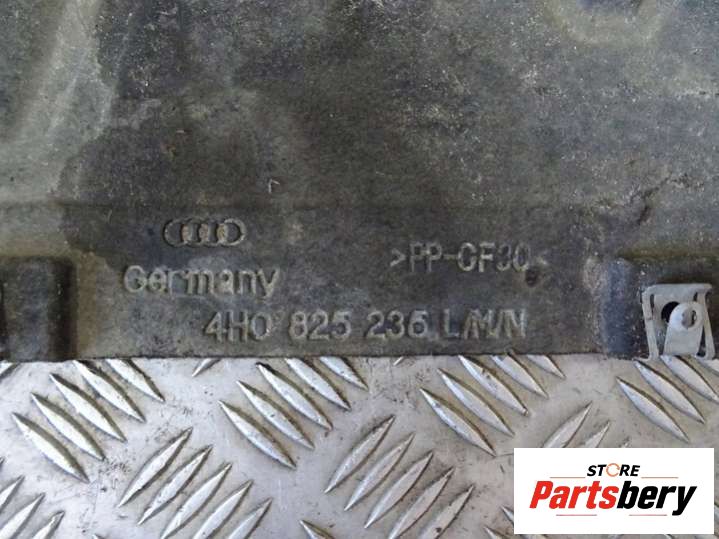 >PP-GF30<
Germany
4H0 825 236 L/M/N
STORE
Partsbery